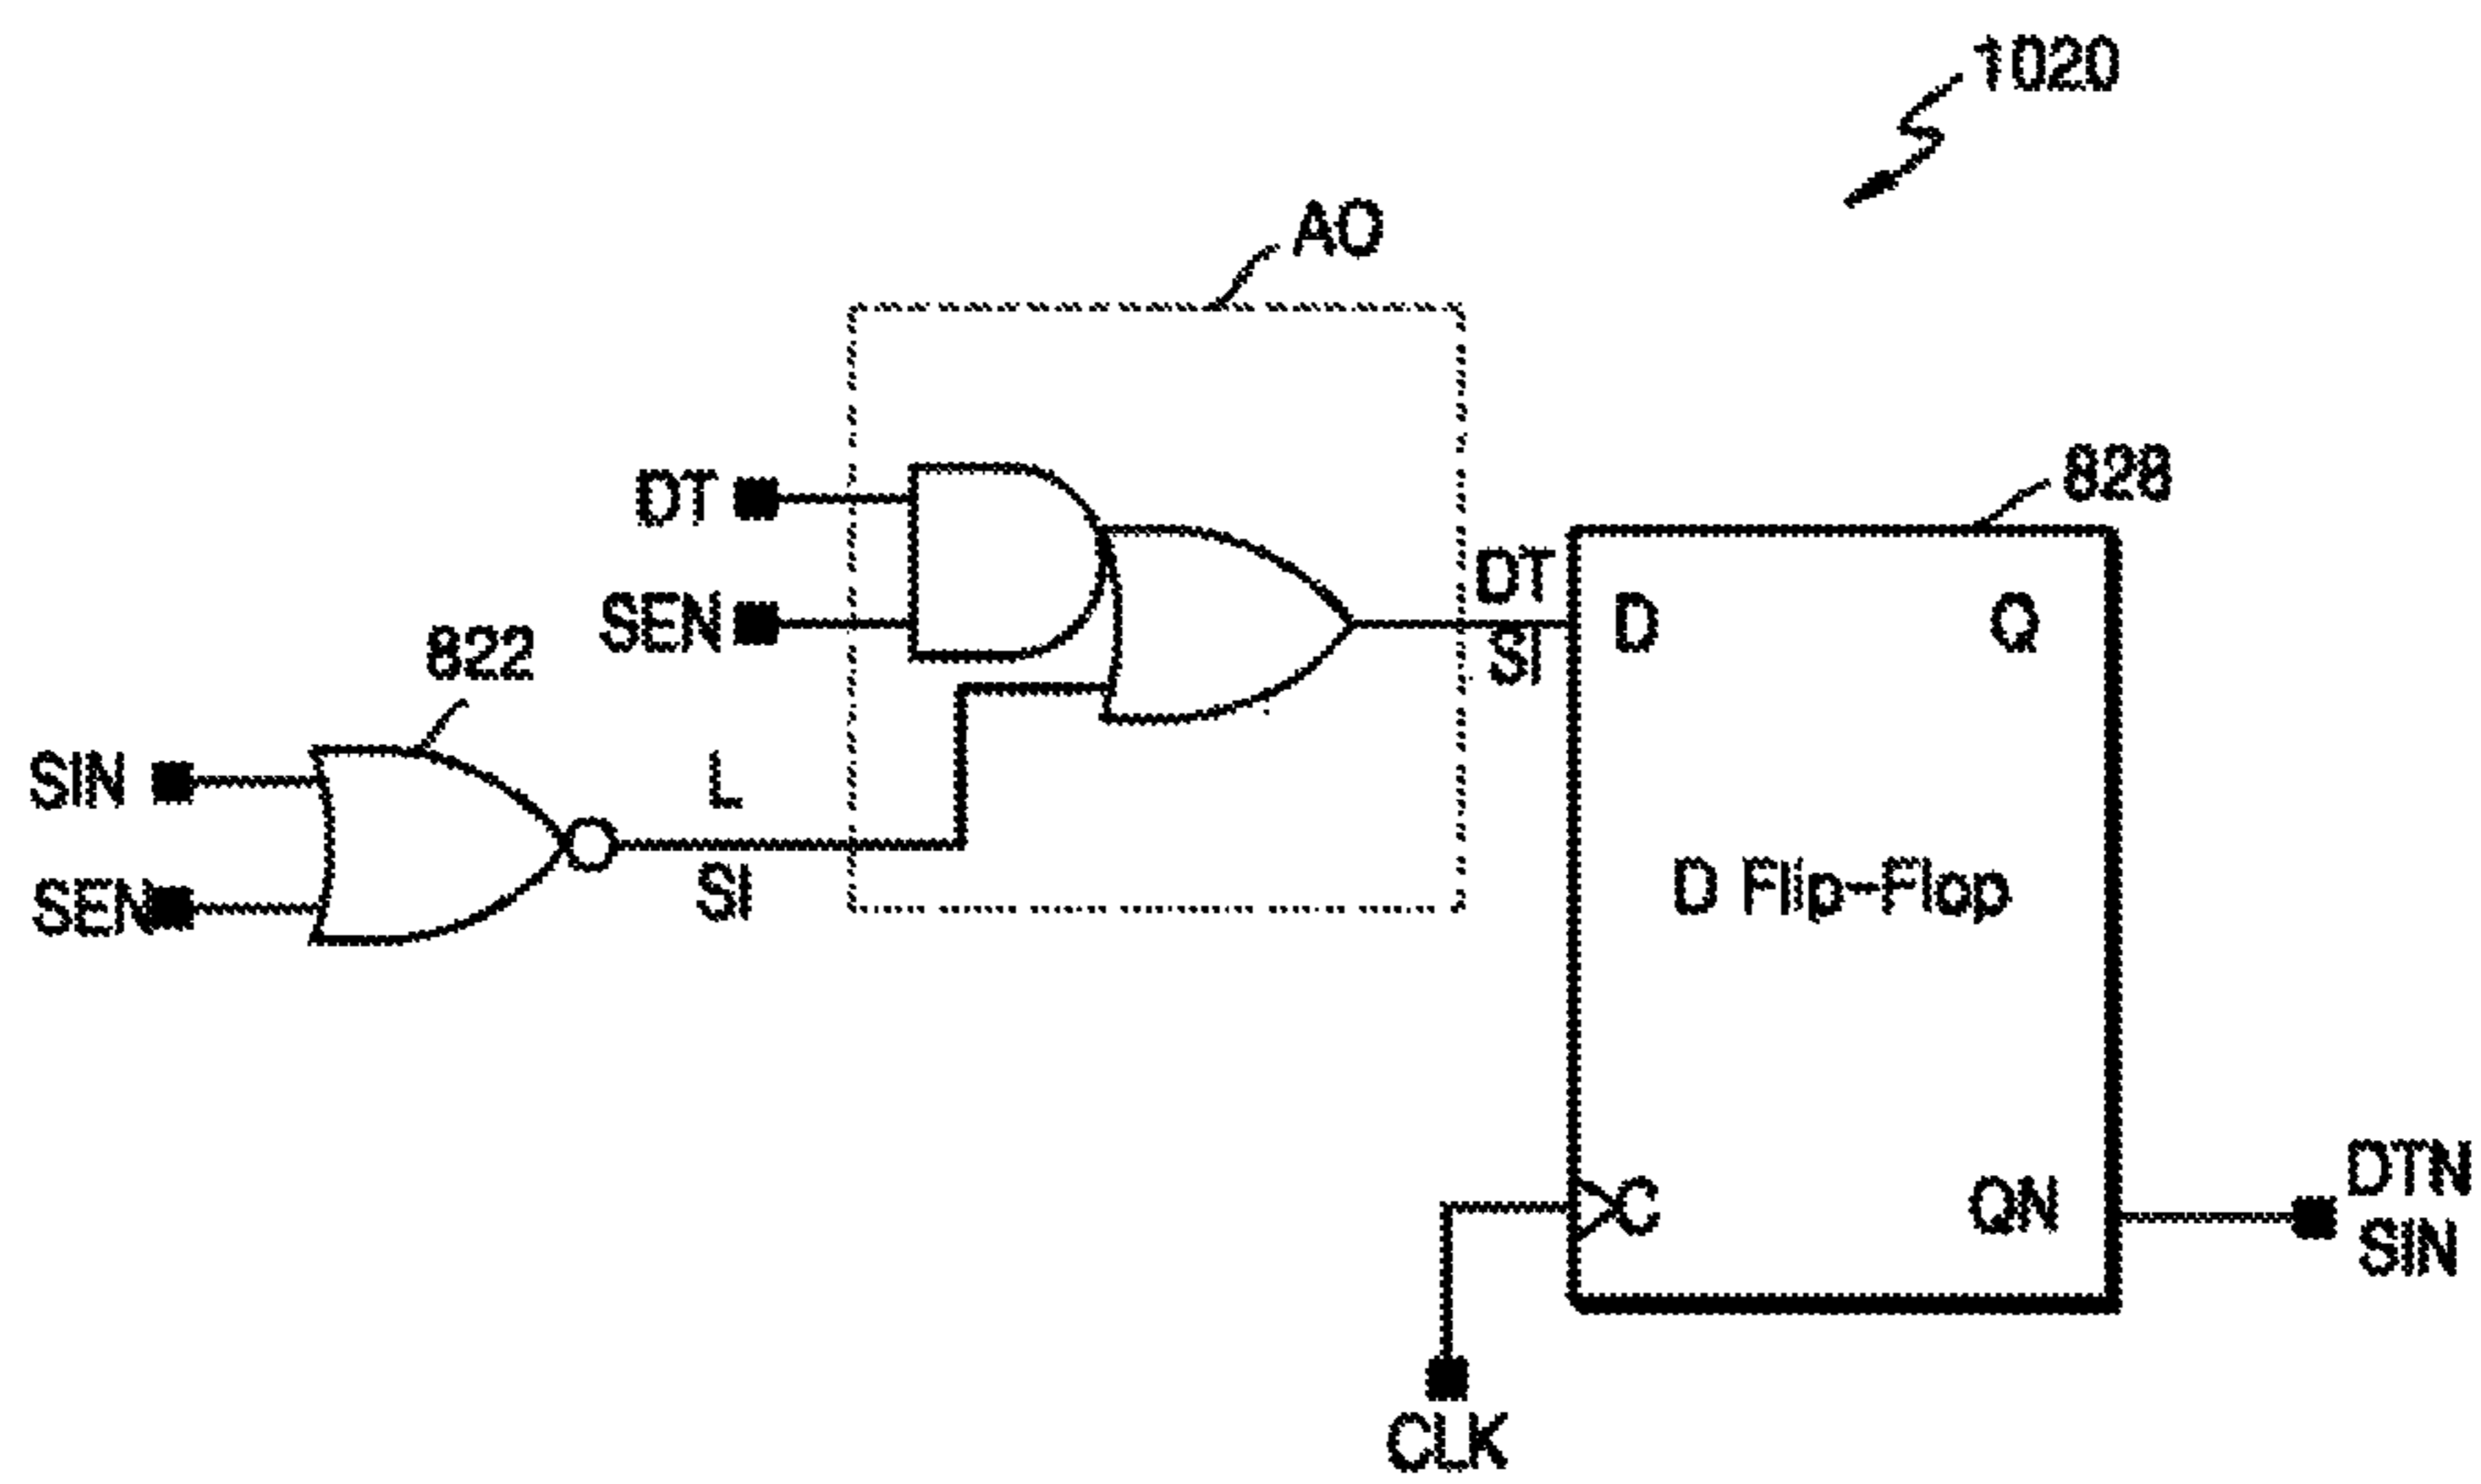 1020
AO
DT
828
DT
SEN
SI
D
Q
822
SIN
L
SEN
SI
D Flip-Flop
C
QN
DTN
SIN
CLK